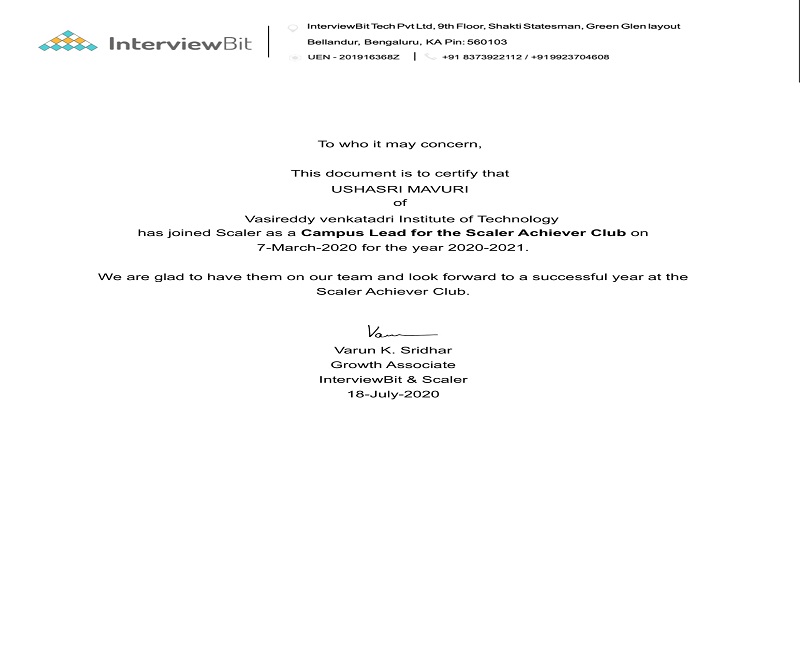 InterviewBit
InterviewBit Tech Pvt Ltd, 9th Floor, Shakti Statesman, Green Glen layout
Bellandur, Bengaluru, KA Pin: 560103
UEN - 201916368Z | +91 8373922112 / +919923704608
To who it may concern,
This document is to certify that
USHASRI MAVURI
of
Vasireddy venkatadri Institute of Technology
has joined Scaler as a Campus Lead for the Scaler Achiever Club on
7-March-2020 for the year 2020-2021.
We are glad to have them on our team and look forward to a successful year at the
Scaler Achiever Club.
Varun K. Sridhar
Growth Associate
InterviewBit & Scaler
18-July-2020